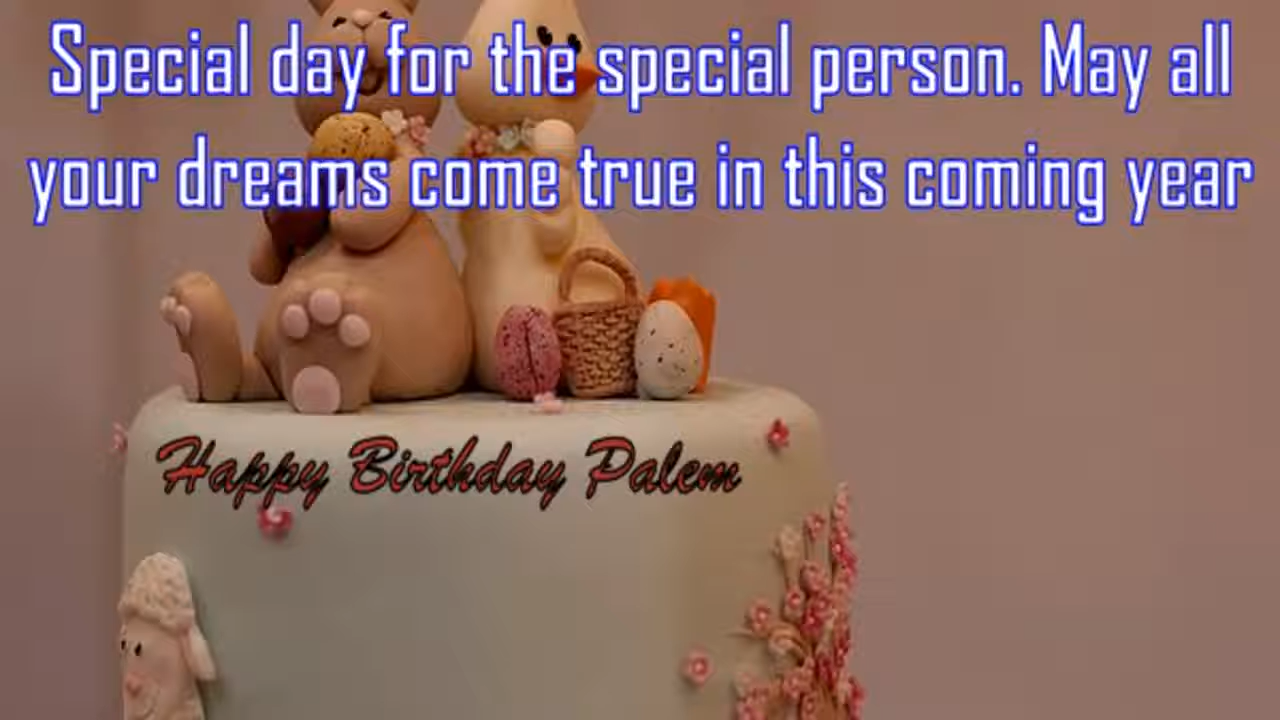 Special day for the special person. May all
your dreams come true in this coming year
Happy Birthday Palem